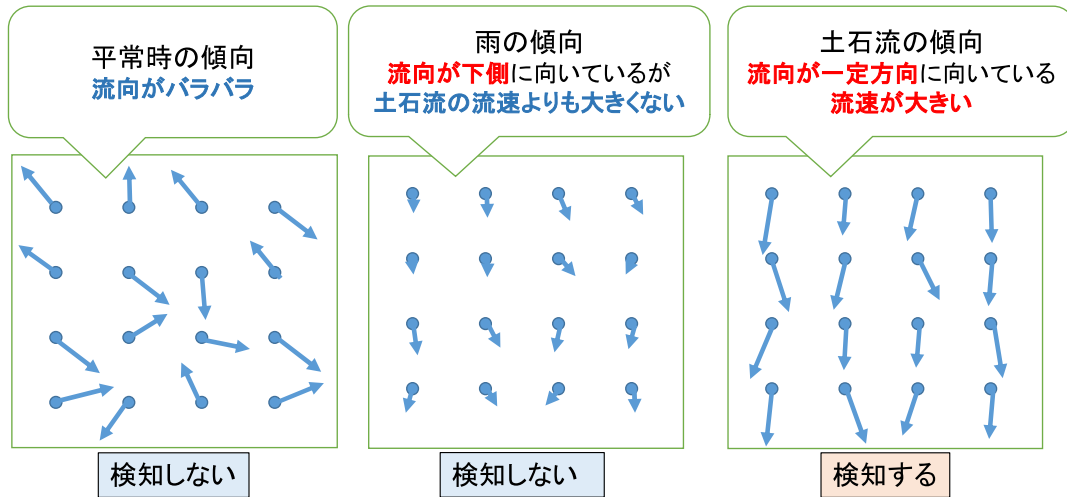 平常時の傾向
流向がバラバラ
雨の傾向
流向が下側に向いているが
土石流の流速よりも大きくない
土石流の傾向
流向が一定方向に向いている
流速が大きい
検知しない
検知しない
検知する